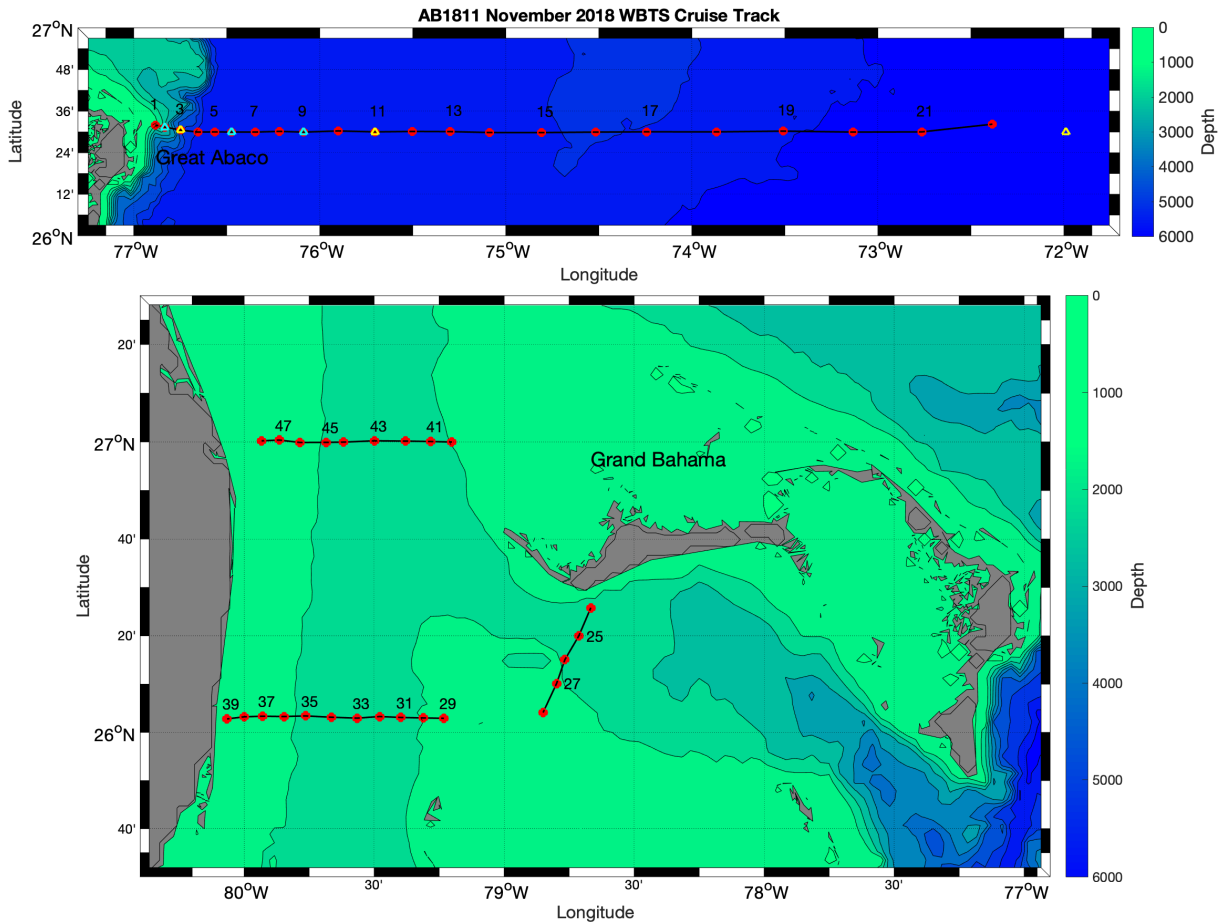 AB1811 November 2018 WBTS Cruise Track
27°N
48'
36'
24'
12'
26°N
Latitude
1 3 5 7 9 11 13 15 17 19 21
Great Abaco
77°W 76°W 75°W 74°W 73°W 72°W
Longitude
0
1000
2000
3000
4000
5000
6000
Depth
20'
27°N
40'
20'
26°N
40'
Latitude
47 45 43 41
Grand Bahama
25
27
39 37 35 33 31 29
80°W 30' 79°W 30' 78°W 30' 77°W
Longitude
0
1000
2000
3000
4000
5000
6000
Depth